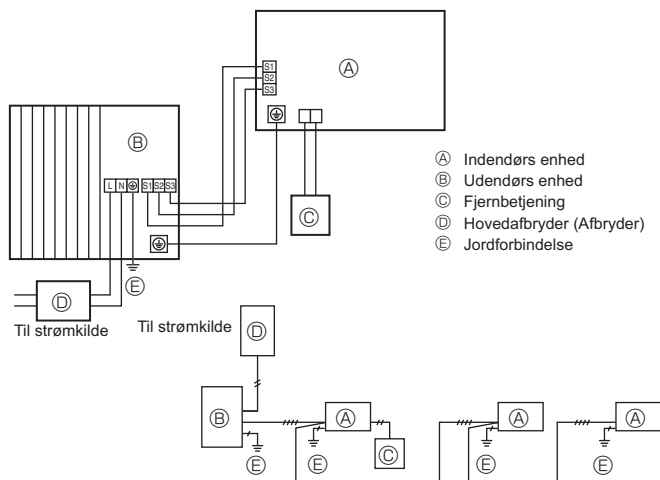 S1
S2
S3
Ⓐ
Ⓑ
L N S1 S2 S3
Ⓒ
Ⓐ Indendørs enhed
Ⓑ Udendørs enhed
Ⓒ Fjernbetjening
Ⓓ Hovedafbryder (Afbryder)
Ⓔ Jordforbindelse
Ⓔ
Ⓓ
Til strømkilde
Til strømkilde
Ⓓ
Ⓑ
Ⓐ
Ⓐ
Ⓐ
Ⓔ
Ⓔ
Ⓒ
Ⓔ
Ⓔ